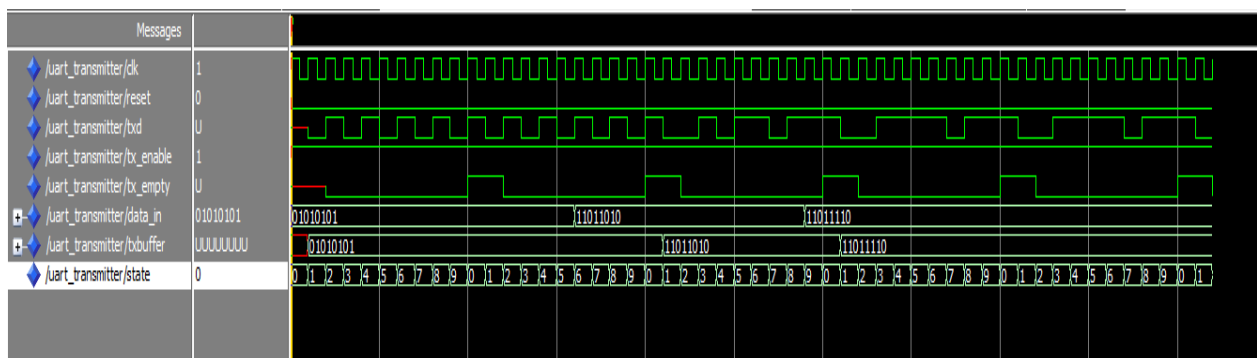 Messages
/uart_transmitter/clk 1
/uart_transmitter/reset 0
/uart_transmitter/txd U
/uart_transmitter/tx_enable 1
/uart_transmitter/tx_empty U
/uart_transmitter/data_in 01010101 01010101 11011010 11011110
/uart_transmitter/txbuffer UUUUUUUU 01010101 11011010 11011110
/uart_transmitter/state 0 0 1 2 3 4 5 6 7 8 9 0 1 2 3 4 5 6 7 8 9 0 1 2 3 4 5 6 7 8 9 0 1 2 3 4 5 6 7 8 9 0 1 2 3 4 5 6 7 8 9 0 1